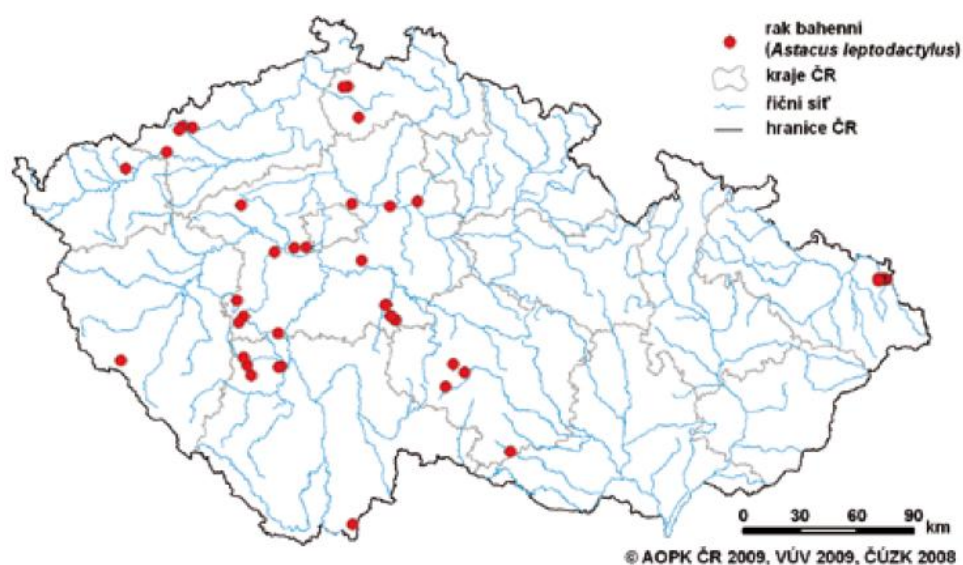 rak bahenní
(Astacus leptodactylus)
kraje ČR
říční síť
hranice ČR
0 30 60 90
km
© AOPK ČR 2009, VÚV 2009, ČÚZK 2008